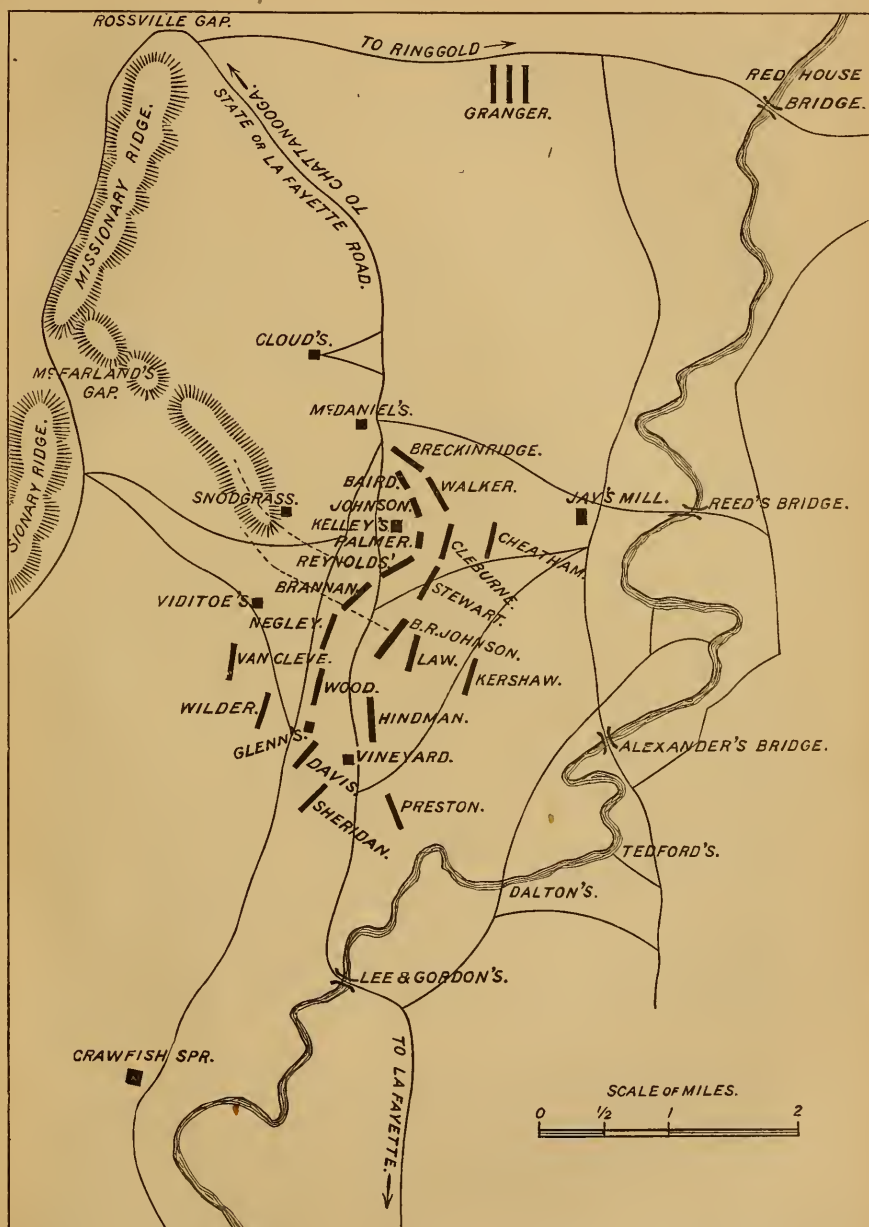 ROSSVILLE GAP.
TO RINGGOLD
GRANGER.
RED HOUSE
BRIDGE.
TO CHATTANOOGA.
STATE OR LA FAYETTE ROAD.
MISSIONARY RIDGE.
CLOUD'S.
McFARLAND'S
GAP.
McDANIEL'S.
SIONARY RIDGE.
BRECKINRIDGE.
BAIRD.
WALKER.
JOHNSON.
SNODGRASS.
KELLEY'S
JAY'S MILL.
REED'S BRIDGE.
PALMER.
CHEATHAM.
CLEBURNE.
REYNOLDS'
STEWART.
BRANNAN.
VIDITOE'S
NEGLEY.
B.R.JOHNSON.
VAN CLEVE.
LAW.
WOOD.
KERSHAW.
WILDER.
HINDMAN.
GLENN'S.
VINEYARD.
ALEXANDER'S BRIDGE.
DAVIS.
SHERIDAN.
PRESTON.
TEDFORD'S.
DALTON'S.
LEE & GORDON'S.
CRAWFISH SPR.
TO LA FAYETTE.
SCALE OF MILES.
0 1/2 1 2